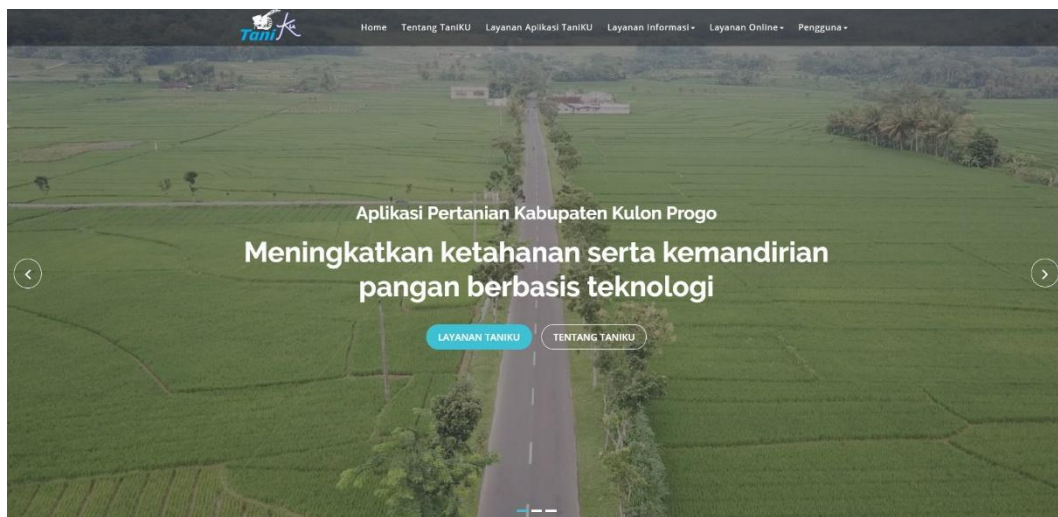 Tani Ku
Home Tentang TaniKU Layanan Aplikasi TaniKU Layanan Informasi Layanan Online Pengguna
Aplikasi Pertanian Kabupaten Kulon Progo
Meningkatkan ketahanan serta kemandirian
pangan berbasis teknologi
LAYANAN TANIKU TENTANG TANIKU